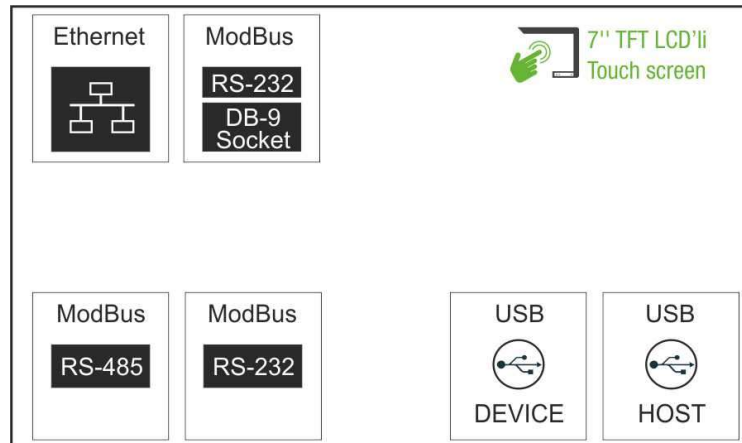 Ethernet
ModBus
RS-232
DB-9
Socket
7'' TFT LCD'li
Touch screen
ModBus
RS-485
ModBus
RS-232
USB
DEVICE
USB
HOST